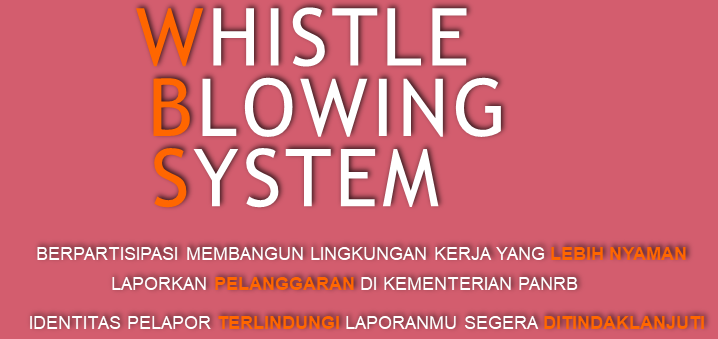 WHISTLE
BLOWING
SYSTEM
BERPARTISIPASI MEMBANGUN LINGKUNGAN KERJA YANG LEBIH NYAMAN
LAPORKAN PELANGGARAN DI KEMENTERIAN PANRB
IDENTITAS PELAPOR TERLINDUNGI LAPORANMU SEGERA DITINDAKLANJUTI